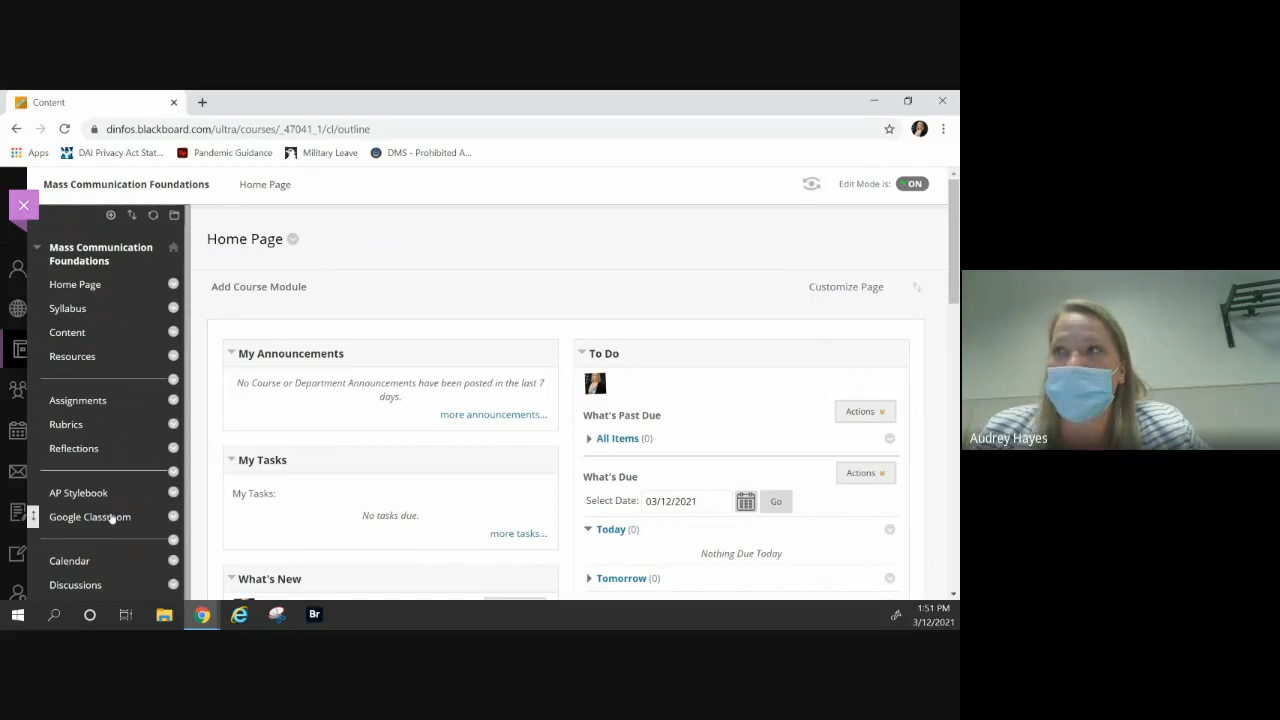 Content
dinfos.blackboard.com/ultra/courses/_47041_1/cl/outline
Apps DAI Privacy Act Stat... Pandemic Guidance Military Leave DMS - Prohibited A...
Mass Communication Foundations Home Page Edit Mode is: ON
Mass Communication
Foundations
Home Page
Syllabus
Content
Resources
Assignments
Rubrics
Reflections
AP Stylebook
Google Classroom
Calendar
Discussions
Home Page
Add Course Module Customize Page
My Announcements
No Course or Department Announcements have been posted in the last 7
days.
more announcements...
My Tasks
My Tasks:
No tasks due.
more tasks...
What's New
To Do
What's Past Due Actions
All Items (0)
What's Due Actions
Select Date: 03/12/2021 Go
Today (0)
Nothing Due Today
Tomorrow (0)
Br
1:51 PM
3/12/2021
Audrey Hayes